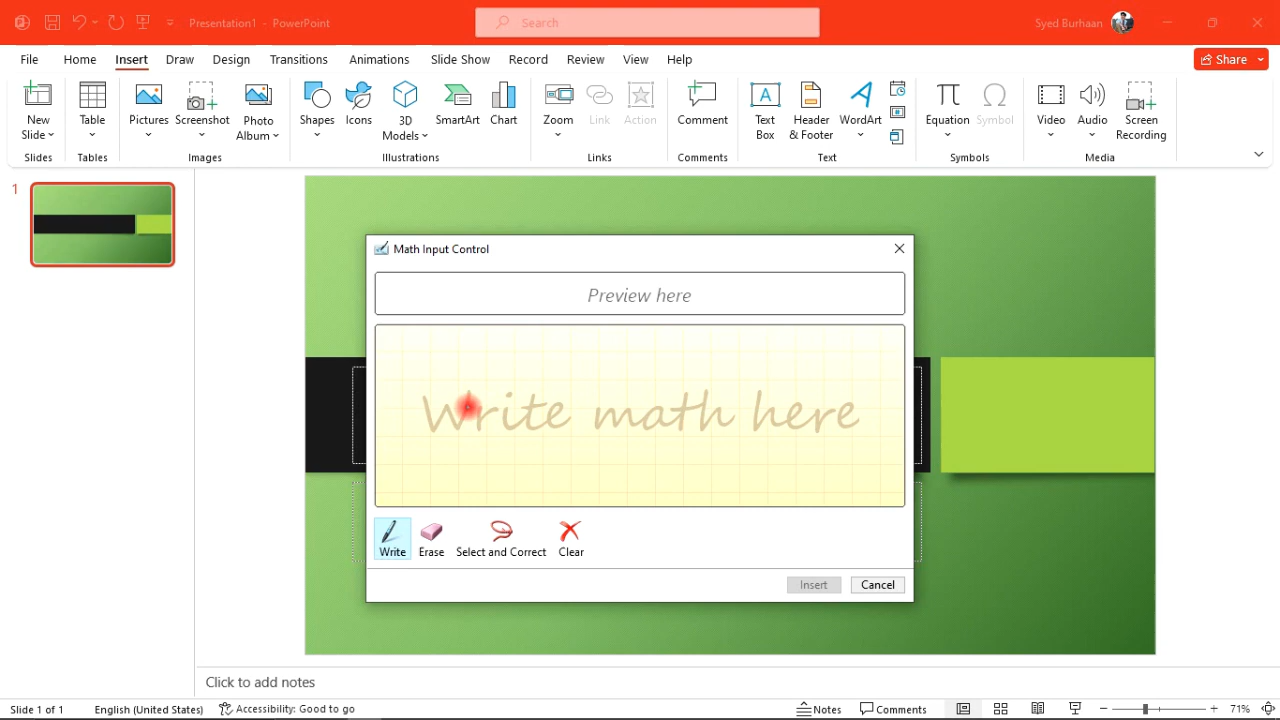 Presentation1 - PowerPoint
Search
Syed Burhaan
File Home Insert Draw Design Transitions Animations Slide Show Record Review View Help
Share
New Slide
Table
Pictures
Screenshot
Photo Album
Shapes
Icons
3D Models
SmartArt
Chart
Zoom
Link
Action
Comment
Text Box
Header & Footer
WordArt
Equation
Symbol
Video
Audio
Screen Recording
Slides Tables Images Illustrations Links Comments Text Symbols Media
1
Math Input Control
Preview here
Write math here
Write Erase Select and Correct Clear
Insert Cancel
Click to add notes
Slide 1 of 1 English (United States) Accessibility: Good to go Notes Comments 71%